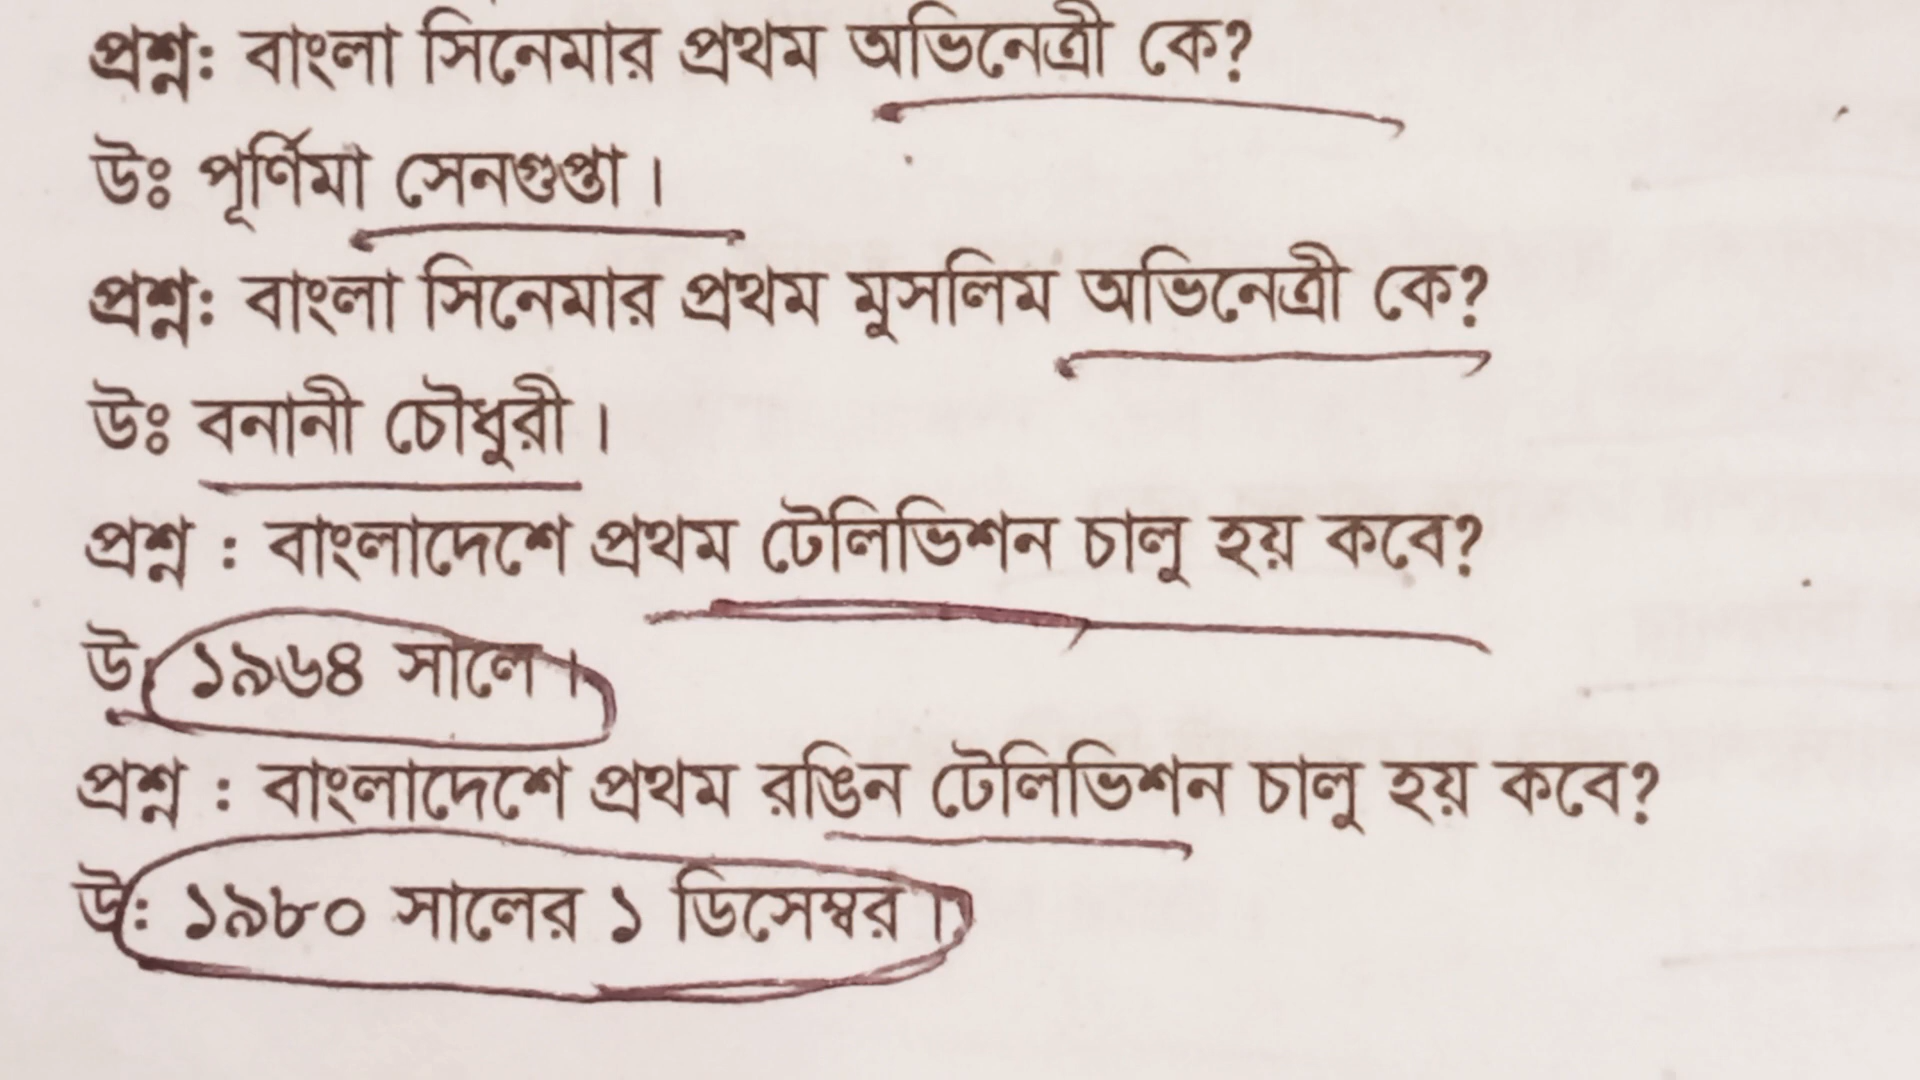 প্রশ্ন: বাংলা সিনেমার প্রথম অভিনেত্রী কে?
উঃ পূর্ণিমা সেনগুপ্তা।
প্রশ্ন: বাংলা সিনেমার প্রথম মুসলিম অভিনেত্রী কে?
উঃ বনানী চৌধুরী।
প্রশ্ন : বাংলাদেশে প্রথম টেলিভিশন চালু হয় কবে?
উ: ১৯৬৪ সালে।
প্রশ্ন : বাংলাদেশে প্রথম রঙিন টেলিভিশন চালু হয় কবে?
উ: ১৯৮০ সালের ১ ডিসেম্বর।